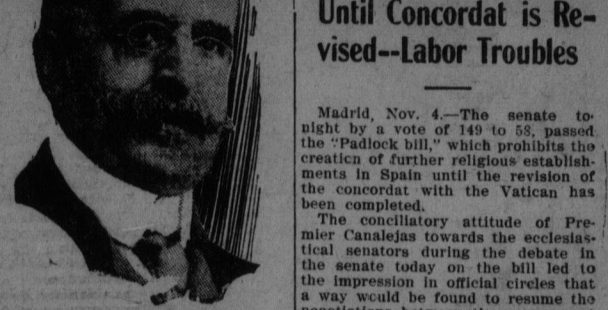 Until Concordat is Re-
vised--Labor Troubles
Madrid, Nov. 4.—The senate to-
night by a vote of 149 to 58, passed
the "Padlock bill," which prohibits the
creation of further religious establish-
ments in Spain until the revision of
the concordat with the Vatican has
been completed.
The conciliatory attitude of Pre-
mier Canalejas towards the ecclesias-
tical senators during the debate in
the senate today on the bill led to
the impression in official circles that
a way would be found to resume the